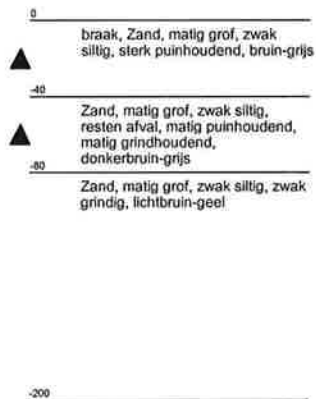 0
braak, Zand, matig grof, zwak
siltig, sterk puinhoudend, bruin-grijs
-40
Zand, matig grof, zwak siltig,
resten afval, matig puinhoudend,
matig grindhoudend,
donkerbruin-grijs
-80
Zand, matig grof, zwak siltig, zwak
grindig, lichtbruin-geel
-200